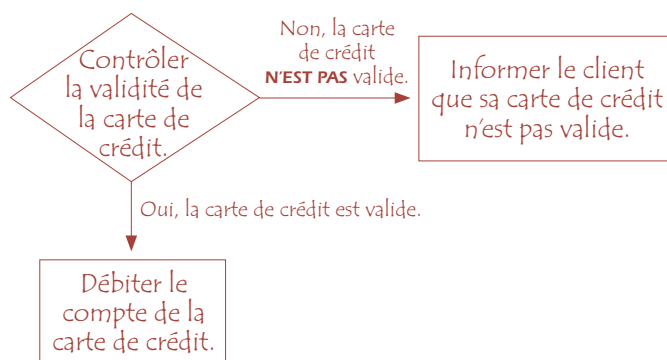 Contrôler
la validité de
la carte de
crédit.
Non, la carte
de crédit
N'EST PAS valide.
Informer le client
que sa carte de crédit
n'est pas valide.
Oui, la carte de crédit est valide.
Débiter le
compte de la
carte de crédit.